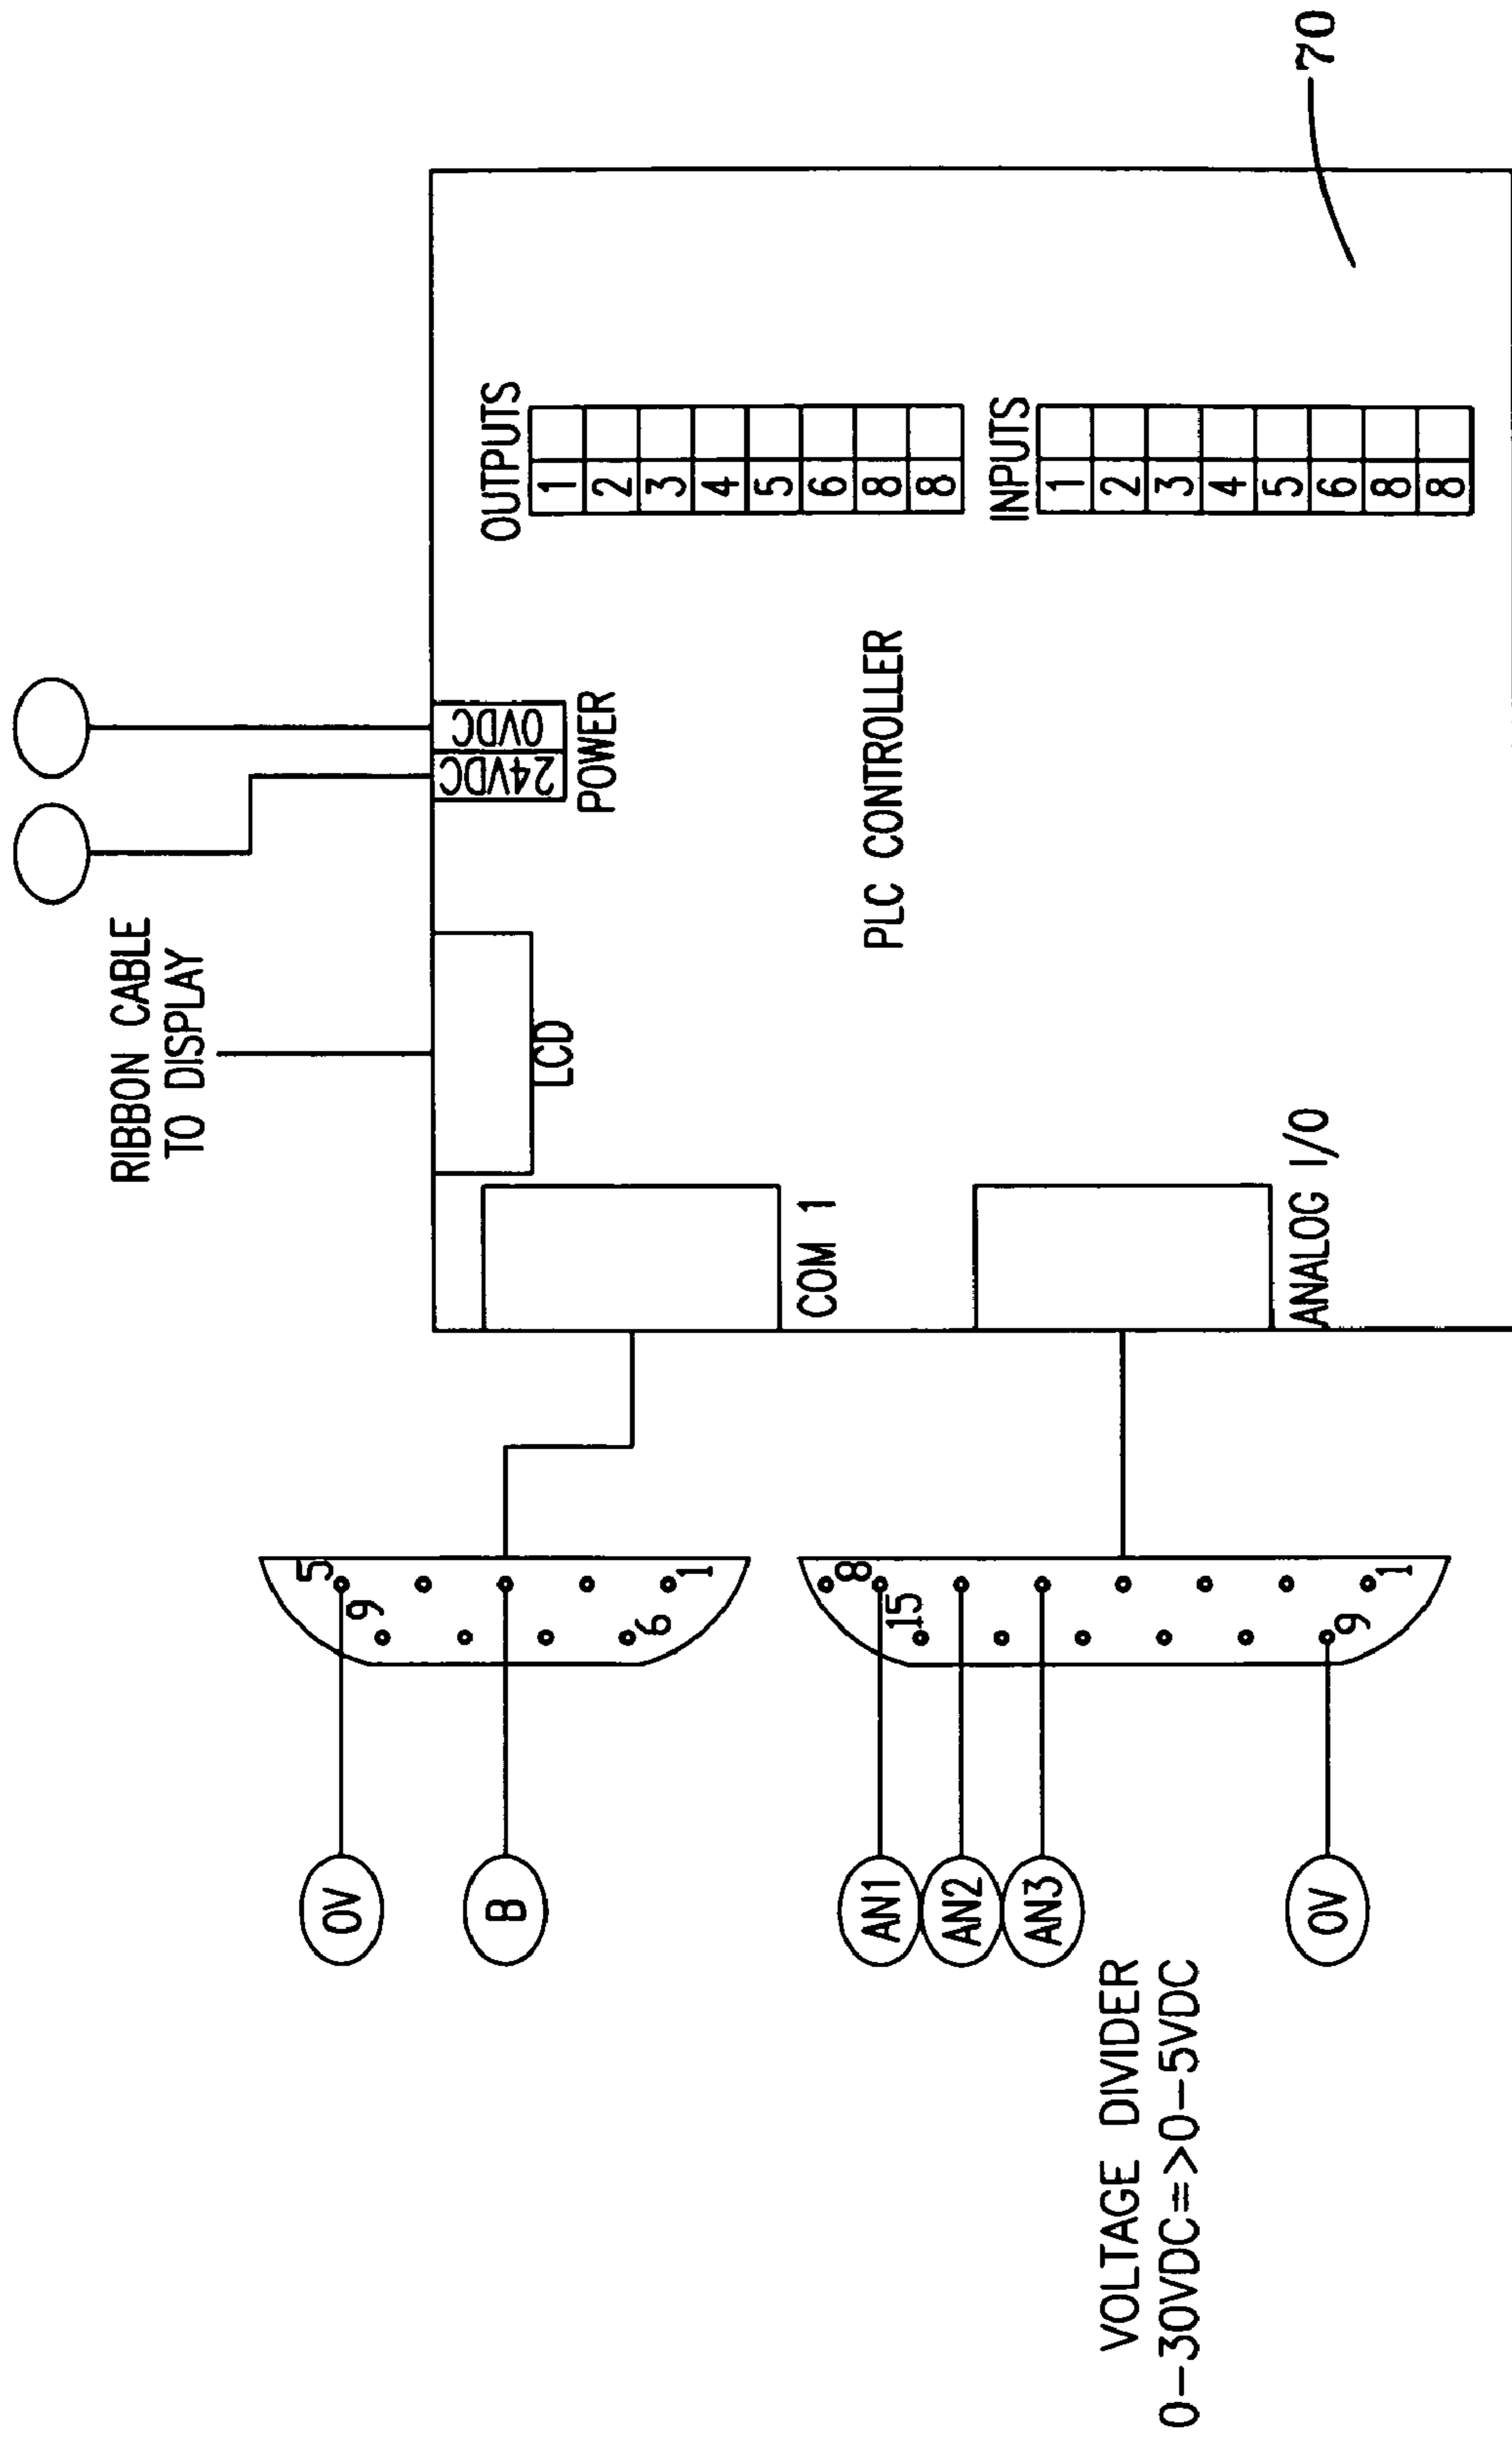 RIBBON CABLE
TO DISPLAY
24VDC
0VDC
POWER
LCD
OUTPUTS
1
2
3
4
5
6
8
8
INPUTS
1
2
3
4
5
6
8
8
PLC CONTROLLER
COM 1
ANALOG I/O
70
5
9
6
1
0V
B
8
15
9
1
AN1
AN2
AN3
0V
VOLTAGE DIVIDER
0-30VDC=>0-5VDC